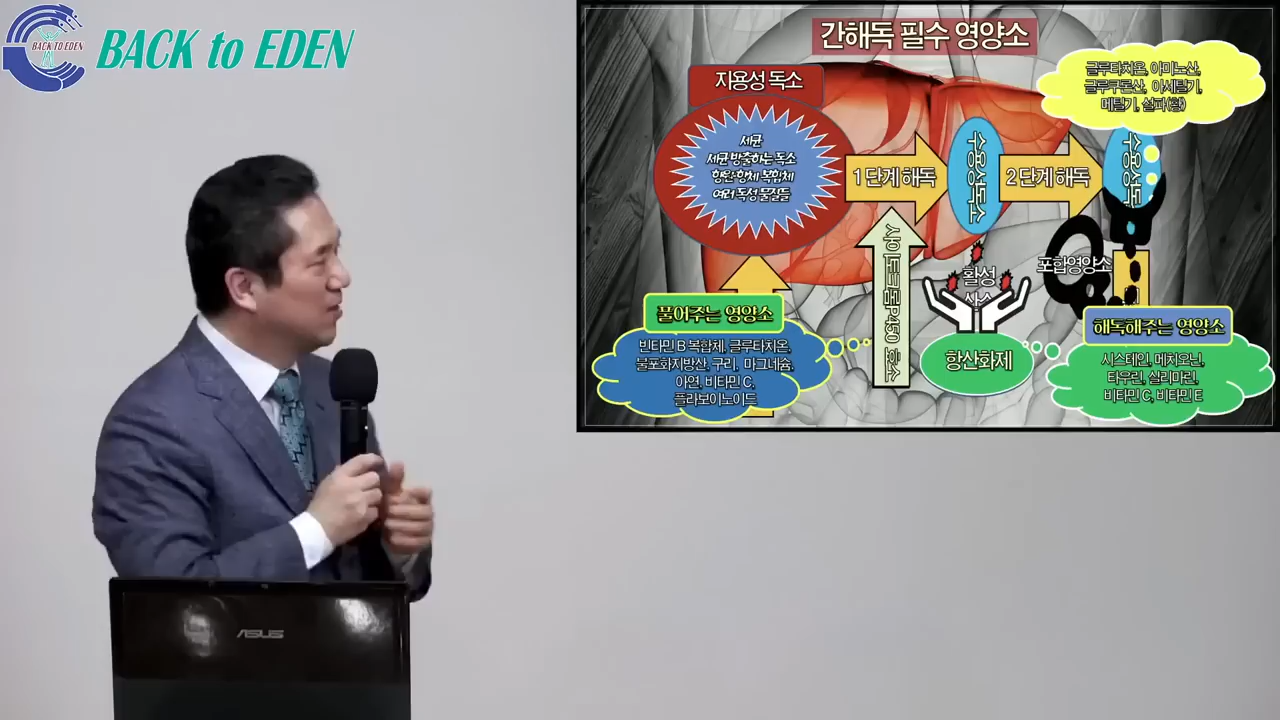 BACK TO EDEN
BACK to EDEN
간해독 필수 영양소
지용성 독소
세균
세균 방출하는 독소
항원 항체 복합체
여러 독성 물질들
1 단계 해독
수용성독소
2 단계 해독
글루타치온, 아미노산,
글루쿠론산, 아세틸기,
메틸기, 설파(황)
수용성독
사이토크롬P450 효소
활성
산소
포합영양소
풀어주는 영양소
빈타민 B 복합체, 글루타치온,
불포화지방산, 구리, 마그네슘,
아연, 비타민 C,
플라보이노이드
항산화제
해독해주는 영양소
시스테인, 메치오닌,
타우린, 실리마린,
비타민 C, 비타민 E
ASUS